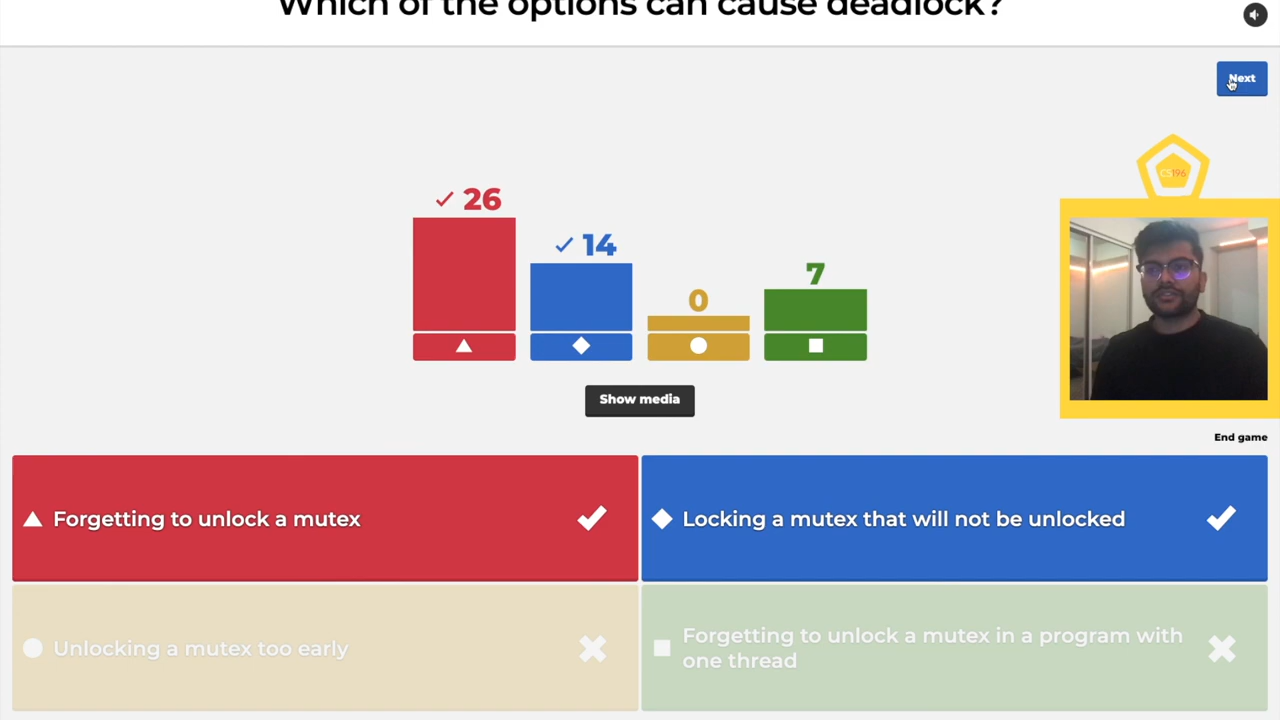 Which of the options can cause deadlock?
Next
CS196
26
14
0
7
Show media
End game
Forgetting to unlock a mutex
Locking a mutex that will not be unlocked
Unlocking a mutex too early
Forgetting to unlock a mutex in a program with
one thread